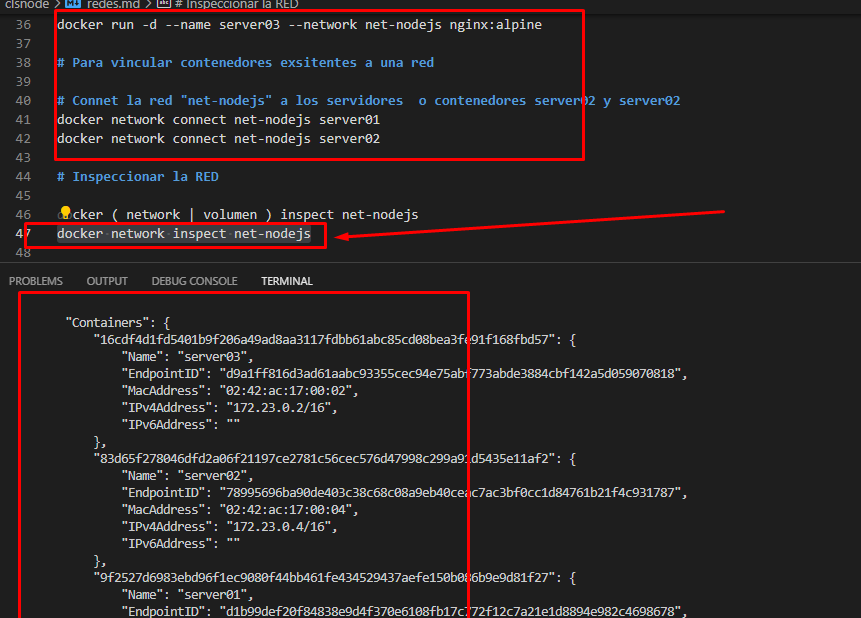 clsnode > redes.md > # Inspeccionar la RED
36 docker run -d --name server03 --network net-nodejs nginx:alpine
37
38 # Para vincular contenedores exsitentes a una red
39
40 # Connet la red "net-nodejs" a los servidores  o contenedores server02 y server02
41 docker network connect net-nodejs server01
42 docker network connect net-nodejs server02
43
44 # Inspeccionar la RED
45
46 docker ( network | volumen ) inspect net-nodejs
47 docker network inspect net-nodejs
48
PROBLEMS OUTPUT DEBUG CONSOLE TERMINAL
"Containers": {
"16cdf4d1fd5401b9f206a49ad8aa3117fdbb61abc85cd08bea3fe91f168fbd57": {
"Name": "server03",
"EndpointID": "d9a1ff816d3ad61aabc93355cec94e75abf773abde3884cbf142a5d059070818",
"MacAddress": "02:42:ac:17:00:02",
"IPv4Address": "172.23.0.2/16",
"IPv6Address": ""
},
"83d65f278046dfd2a06f21197ce2781c56cec576d47998c299a91d5435e11af2": {
"Name": "server02",
"EndpointID": "78995696ba90de403c38c68c08a9eb40ceac7ac3bf0cc1d84761b21f4c931787",
"MacAddress": "02:42:ac:17:00:04",
"IPv4Address": "172.23.0.4/16",
"IPv6Address": ""
},
"9f2527d6983ebd96f1ec9080f44bb461fe434529437aefe150b086b9e9d81f27": {
"Name": "server01",
"EndpointID": "d1b99def20f84838e9d4f370e6108fb17c772f12c7a21e1d8894e982c4698678",